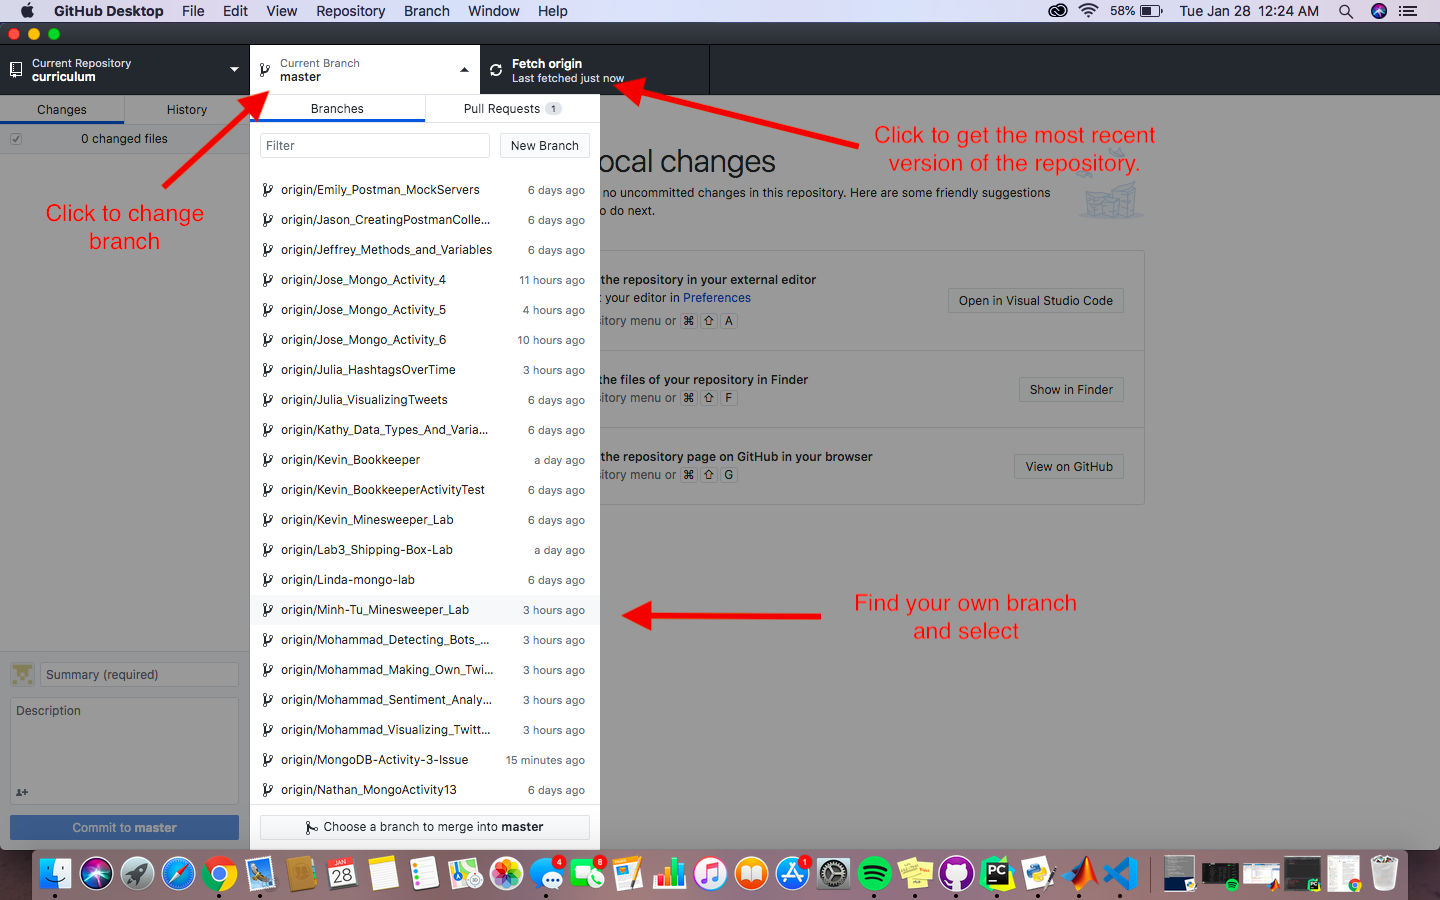 GitHub Desktop File Edit View Repository Branch Window Help 58% Tue Jan 28 12:24 AM
Current Repository
curriculum
Current Branch
master
Fetch origin
Last fetched just now
Changes History
0 changed files
Branches Pull Requests 1
Filter New Branch
origin/Emily_Postman_MockServers 6 days ago
origin/Jason_CreatingPostmanColle... 6 days ago
origin/Jeffrey_Methods_and_Variables 6 days ago
origin/Jose_Mongo_Activity_4 11 hours ago
origin/Jose_Mongo_Activity_5 4 hours ago
origin/Jose_Mongo_Activity_6 10 hours ago
origin/Julia_HashtagsOverTime 3 hours ago
origin/Julia_VisualizingTweets 6 days ago
origin/Kathy_Data_Types_And_Varia... 6 days ago
origin/Kevin_Bookkeeper a day ago
origin/Kevin_BookkeeperActivityTest 6 days ago
origin/Kevin_Minesweeper_Lab 6 days ago
origin/Lab3_Shipping-Box-Lab a day ago
origin/Linda-mongo-lab 6 days ago
origin/Minh-Tu_Minesweeper_Lab 3 hours ago
origin/Mohammad_Detecting_Bots_... 3 hours ago
origin/Mohammad_Making_Own_Twi... 3 hours ago
origin/Mohammad_Sentiment_Analy... 3 hours ago
origin/Mohammad_Visualizing_Twitt... 3 hours ago
origin/MongoDB-Activity-3-Issue 15 minutes ago
origin/Nathan_MongoActivity13 6 days ago
Choose a branch to merge into master
Click to change
branch
Click to get the most recent
version of the repository.
Find your own branch
and select
ocal changes
no uncommitted changes in this repository. Here are some friendly suggestions
o do next.
the repository in your external editor
your editor in Preferences
itory menu or ⌘ ⇧ A
Open in Visual Studio Code
the files of your repository in Finder
itory menu or ⌘ ⇧ F
Show in Finder
the repository page on GitHub in your browser
itory menu or ⌘ ⇧ G
View on GitHub
Summary (required)
Description
Commit to master
JAN
28
4
6
1
PC